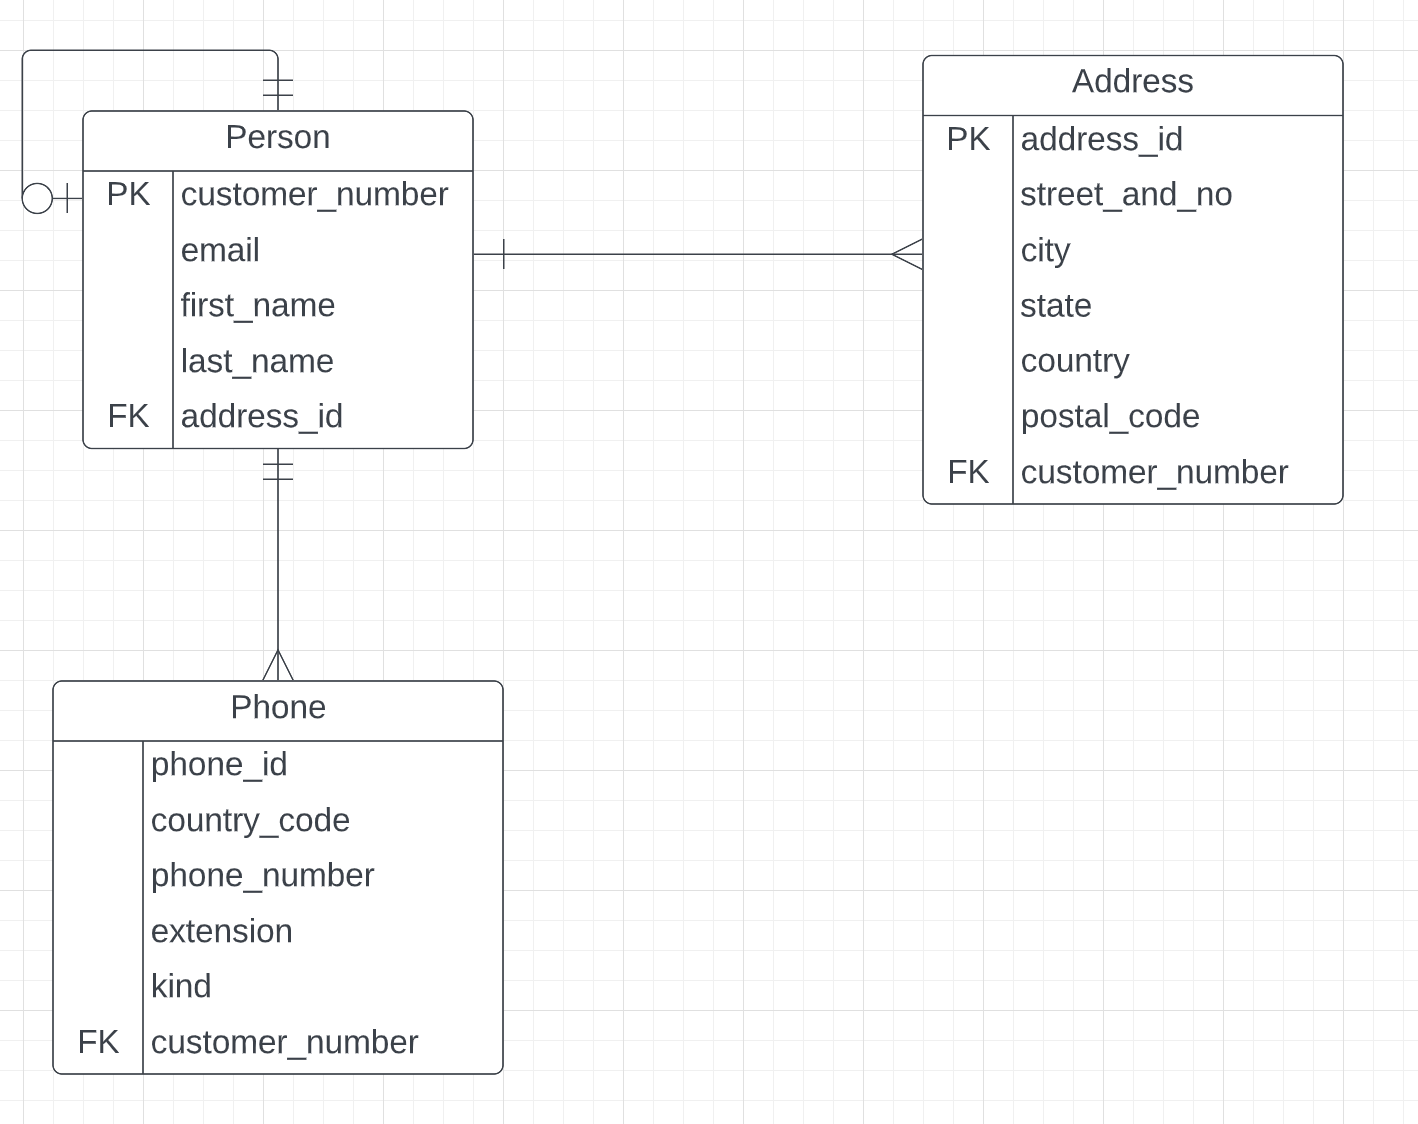 Person
PK customer_number
email
first_name
last_name
FK address_id
Address
PK address_id
street_and_no
city
state
country
postal_code
FK customer_number
Phone
phone_id
country_code
phone_number
extension
kind
FK customer_number